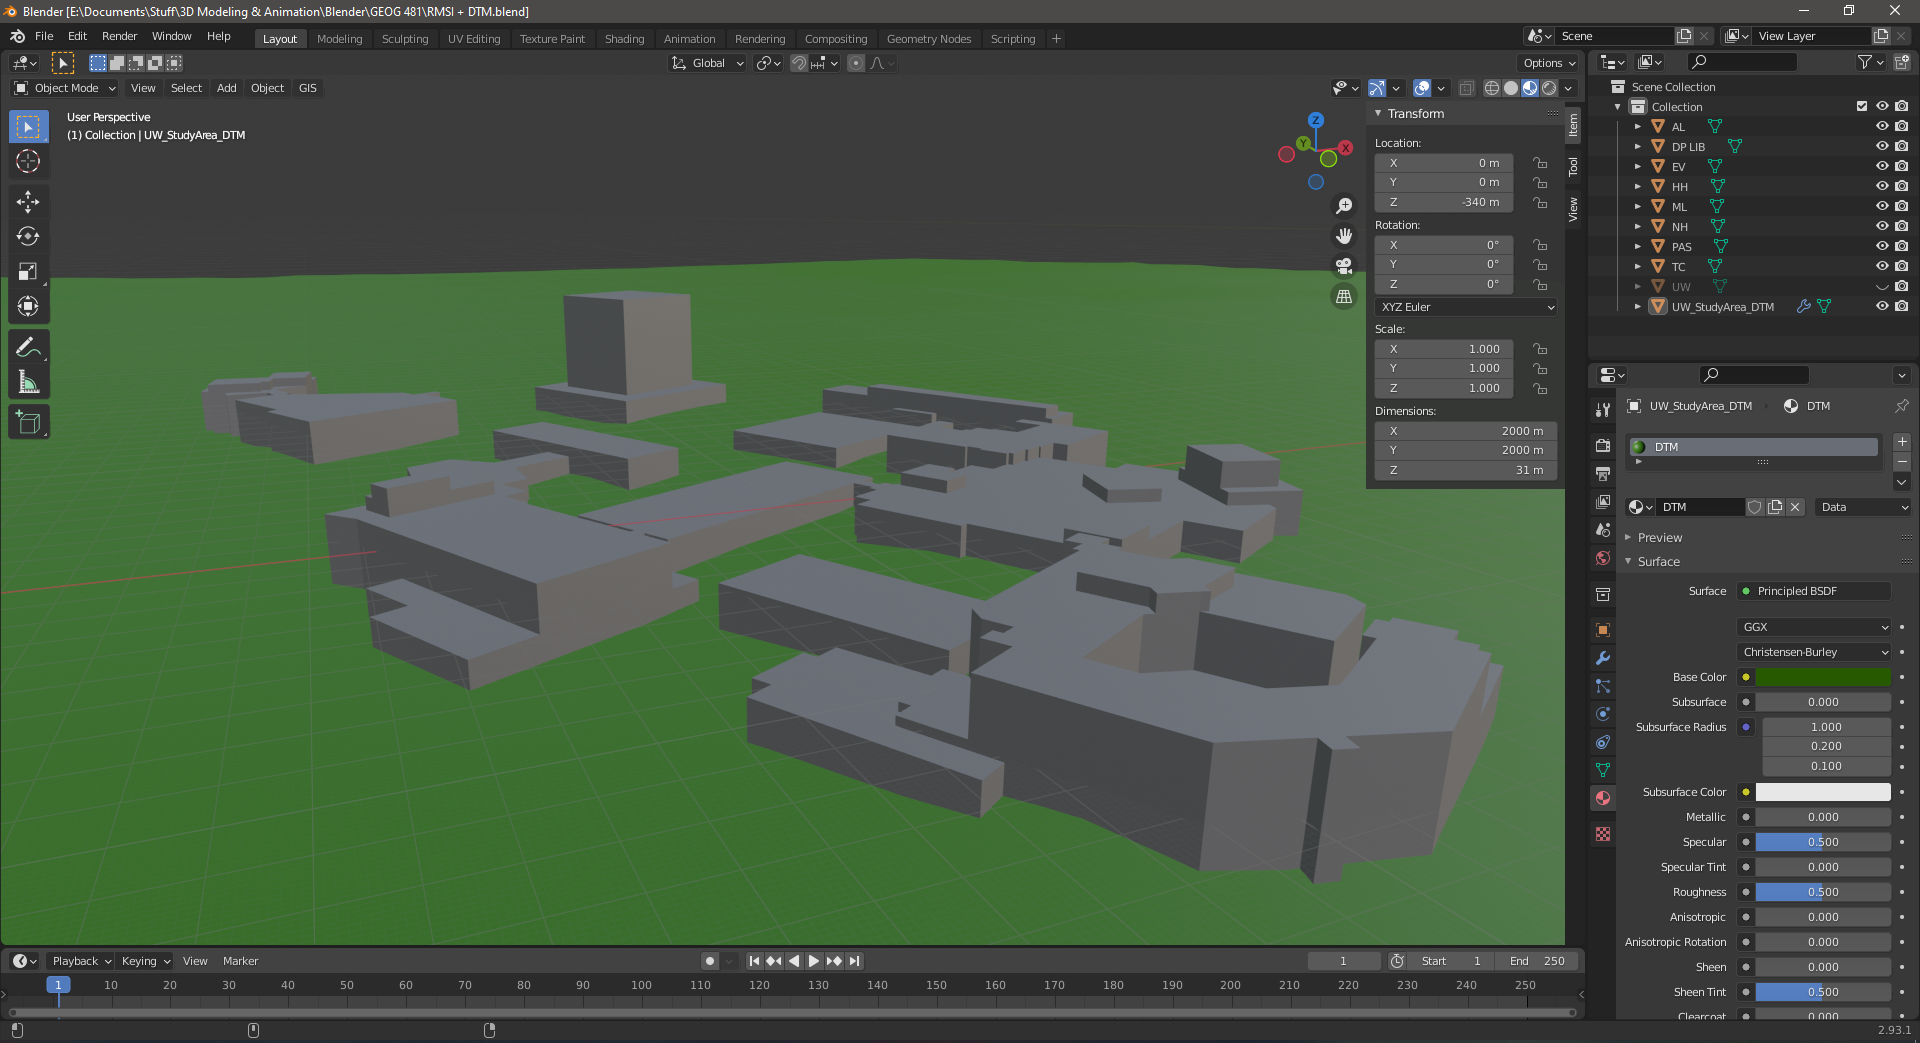 Blender [E:\Documents\Stuff\3D Modeling & Animation\Blender\GEOG 481\RMSI + DTM.blend]
File Edit Render Window Help Layout Modeling Sculpting UV Editing Texture Paint Shading Animation Rendering Compositing Geometry Nodes Scripting + Scene View Layer
Global Options
Object Mode View Select Add Object GIS
User Perspective
(1) Collection | UW_StudyArea_DTM
Z
Y
X
Transform
Location:
X 0 m
Y 0 m
Z -340 m
Rotation:
X 0°
Y 0°
Z 0°
XYZ Euler
Scale:
X 1.000
Y 1.000
Z 1.000
Dimensions:
X 2000 m
Y 2000 m
Z 31 m
Item
Tool
View
Scene Collection
Collection
AL
DP LIB
EV
HH
ML
NH
PAS
TC
UW
UW_StudyArea_DTM
UW_StudyArea_DTM DTM
DTM
DTM Data
Preview
Surface
Surface Principled BSDF
GGX
Christensen-Burley
Base Color
Subsurface 0.000
Subsurface Radius 1.000
0.200
0.100
Subsurface Color
Metallic 0.000
Specular 0.500
Specular Tint 0.000
Roughness 0.500
Anisotropic 0.000
Anisotropic Rotation 0.000
Sheen 0.000
Sheen Tint 0.500
Clearcoat 0.000
Playback Keying View Marker 1 Start 1 End 250
1 10 20 30 40 50 60 70 80 90 100 110 120 130 140 150 160 170 180 190 200 210 220 230 240 250
2.93.1